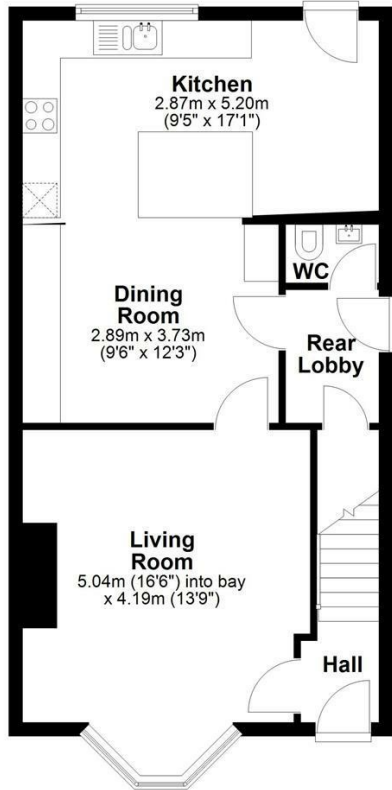 Kitchen
2.87m x 5.20m
(9'5" x 17'1")
WC
Dining
Room
2.89m x 3.73m
(9'6" x 12'3")
Rear
Lobby
Living
Room
5.04m (16'6") into bay
x 4.19m (13'9")
Hall